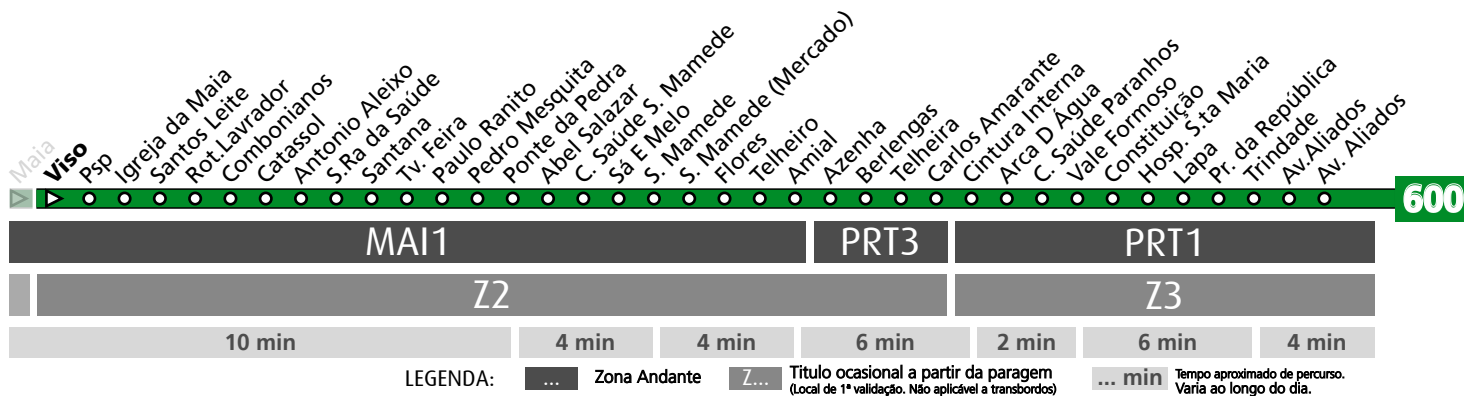 Maia
Viso
Psp
Igreja da Maia
Santos Leite
Rot.Lavrador
Combonianos
Catassol
Antonio Aleixo
S.Ra da Saúde
Santana
Tv. Feira
Paulo Ranito
Pedro Mesquita
Ponte da Pedra
Abel Salazar
C. Saúde S. Mamede
Sá E Melo
S. Mamede
S. Mamede (Mercado)
Flores
Telheiro
Amial
Azenha
Berlengas
Telheira
Carlos Amarante
Cintura Interna
Arca D Água
C. Saúde Paranhos
Vale Formoso
Constituição
Hosp. S.ta Maria
Lapa
Pr. da República
Trindade
Av.Aliados
Av. Aliados
600
MAI1 PRT3 PRT1
Z2 Z3
10 min 4 min 4 min 6 min 2 min 6 min 4 min
LEGENDA: ... Zona Andante Z... Titulo ocasional a partir da paragem ... min Tempo aproximado de percurso.
(Local de 1ª validação. Não aplicável a transbordos) Varia ao longo do dia.